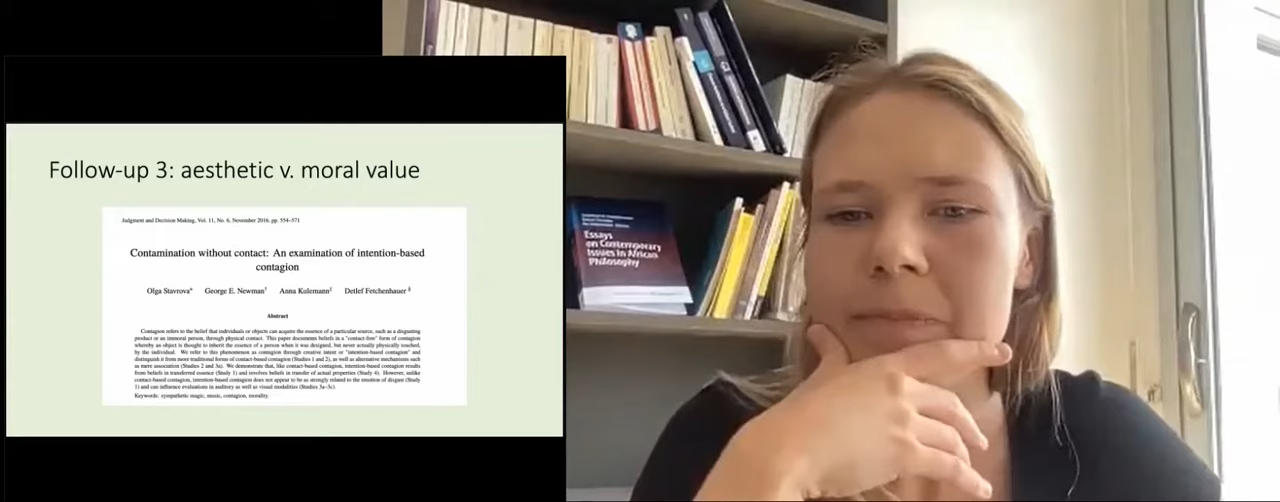 Follow-up 3: aesthetic v. moral value
Judgment and Decision Making, Vol. 11, No. 6, November 2016, pp. 554–571
Contamination without contact: An examination of intention-based
contagion
Olga Stavrova* George E. Newman† Anna Kulemann‡ Detlef Fetchenhauer§
Abstract
Contagion refers to the belief that individuals or objects can acquire the essence of a particular source, such as a disgusting
product or an immoral person, through physical contact. This paper documents beliefs in a "contact-free" form of contagion
whereby an object is thought to inherit the essence of a person when it was designed, but never actually physically touched,
by the individual. We refer to this phenomenon as contagion through creative intent or "intention-based contagion" and
distinguish it from more traditional forms of contact-based contagion (Studies 1 and 2), as well as alternative mechanisms such
as mere association (Studies 2 and 3a). We demonstrate that, like contact-based contagion, intention-based contagion results
from beliefs in transferred essence (Study 1) and involves beliefs in transfer of actual properties (Study 4). However, unlike
contact-based contagion, intention-based contagion does not appear to be as strongly related to the emotion of disgust (Study
1) and can influence evaluations in auditory as well as visual modalities (Studies 3a–3c).
Keywords: sympathetic magic, music, contagion, morality.
Essays
on Contemporary
Issues in African
Philosophy